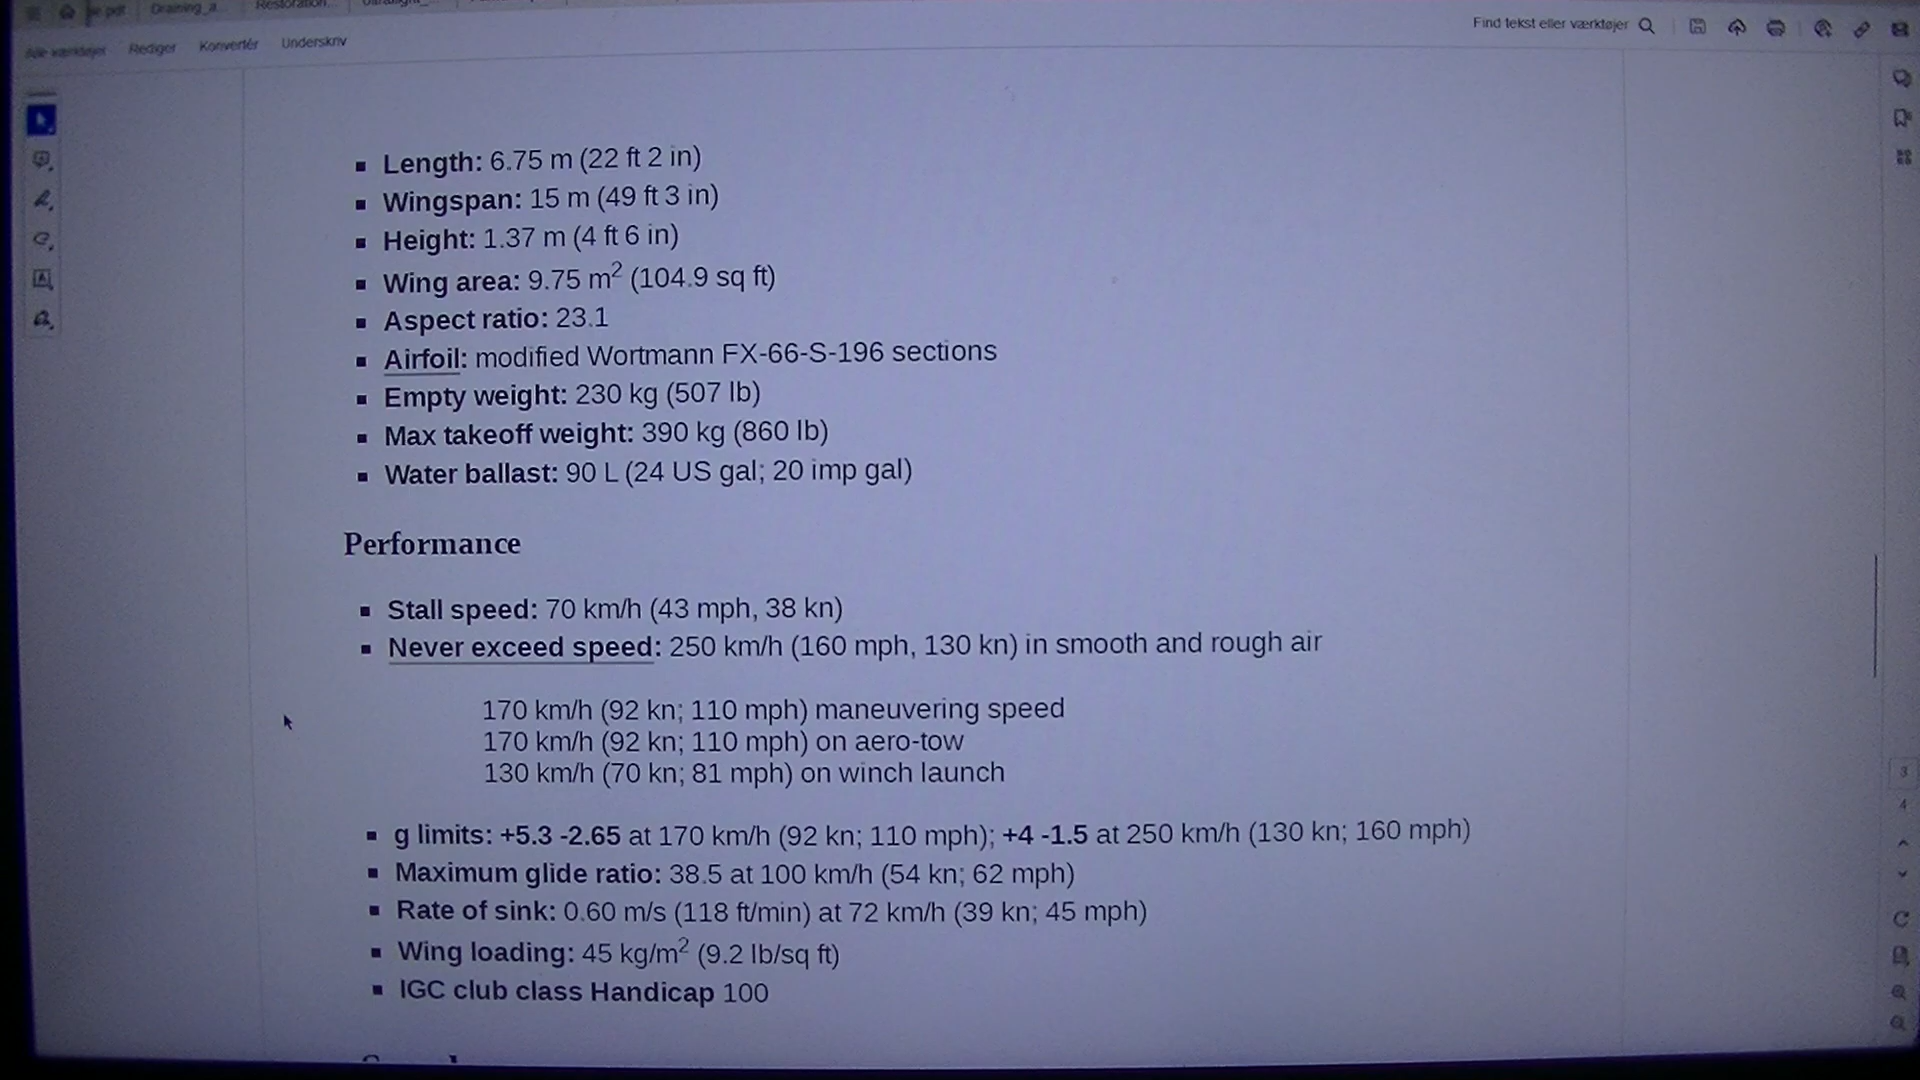 Draining_a...
Restoration...
Find tekst eller værktøjer
Alle værktøjer Rediger Konvertér Underskriv
▪ Length: 6.75 m (22 ft 2 in)
▪ Wingspan: 15 m (49 ft 3 in)
▪ Height: 1.37 m (4 ft 6 in)
▪ Wing area: 9.75 m² (104.9 sq ft)
▪ Aspect ratio: 23.1
▪ Airfoil: modified Wortmann FX-66-S-196 sections
▪ Empty weight: 230 kg (507 lb)
▪ Max takeoff weight: 390 kg (860 lb)
▪ Water ballast: 90 L (24 US gal; 20 imp gal)
Performance
▪ Stall speed: 70 km/h (43 mph, 38 kn)
▪ Never exceed speed: 250 km/h (160 mph, 130 kn) in smooth and rough air
170 km/h (92 kn; 110 mph) maneuvering speed
170 km/h (92 kn; 110 mph) on aero-tow
130 km/h (70 kn; 81 mph) on winch launch
▪ g limits: +5.3 -2.65 at 170 km/h (92 kn; 110 mph); +4 -1.5 at 250 km/h (130 kn; 160 mph)
▪ Maximum glide ratio: 38.5 at 100 km/h (54 kn; 62 mph)
▪ Rate of sink: 0.60 m/s (118 ft/min) at 72 km/h (39 kn; 45 mph)
▪ Wing loading: 45 kg/m² (9.2 lb/sq ft)
▪ IGC club class Handicap 100
3
4